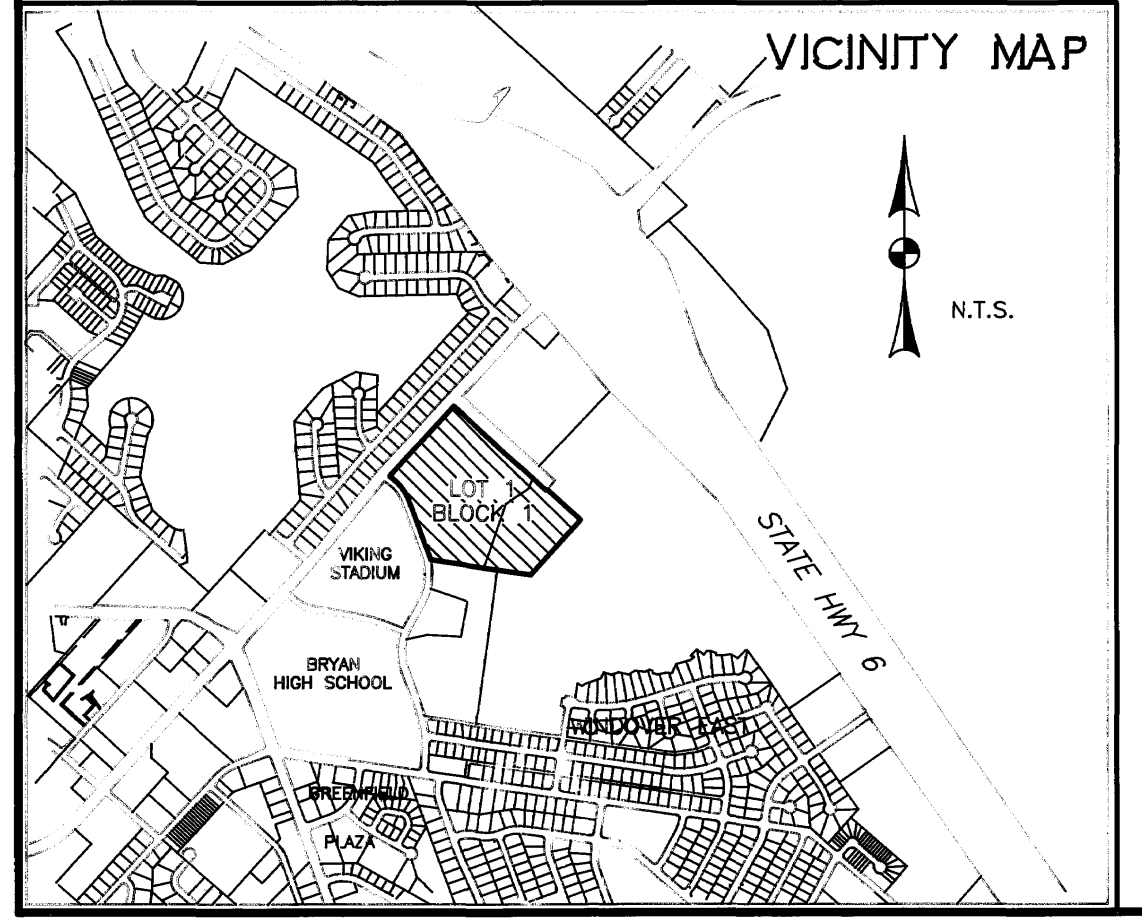 VICINITY MAP
N.T.S.
LOT 1
BLOCK 1
VIKING
STADIUM
STATE HWY 6
BRYAN
HIGH SCHOOL
WINDOVER EAST
GREENFIELD
PLAZA